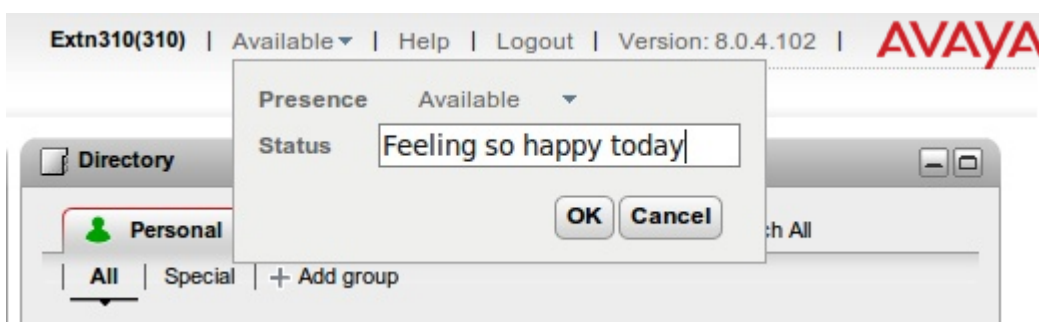 Extn310(310) | Available | Help | Logout | Version: 8.0.4.102 | AVAYA
Presence Available
Status Feeling so happy today
Directory
OK Cancel
Personal :h All
All | Special | + Add group